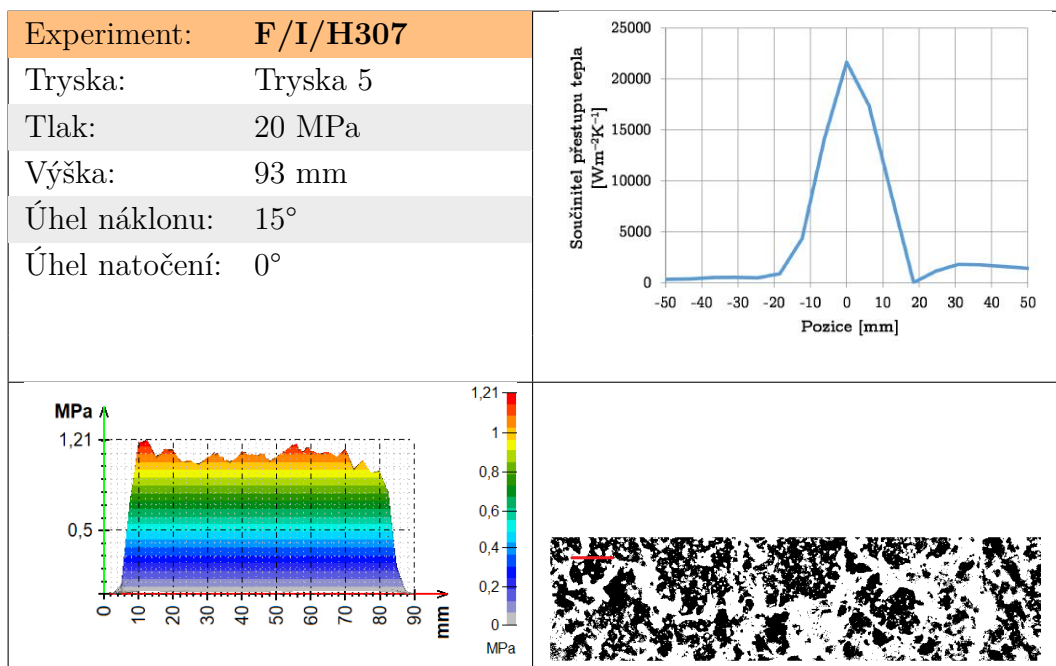 Experiment: F/I/H307
Tryska: Tryska 5
Tlak: 20 MPa
Výška: 93 mm
Úhel náklonu: 15°
Úhel natočení: 0°
Součinitel přestupu tepla
[Wm⁻²K⁻¹]
25000
20000
15000
10000
5000
0
-50 -40 -30 -20 -10 0 10 20 30 40 50
Pozice [mm]
MPa
1,21
0,5
0 10 20 30 40 50 60 70 80 90 mm
1,21
1
0,8
0,6
0,4
0,2
0
MPa